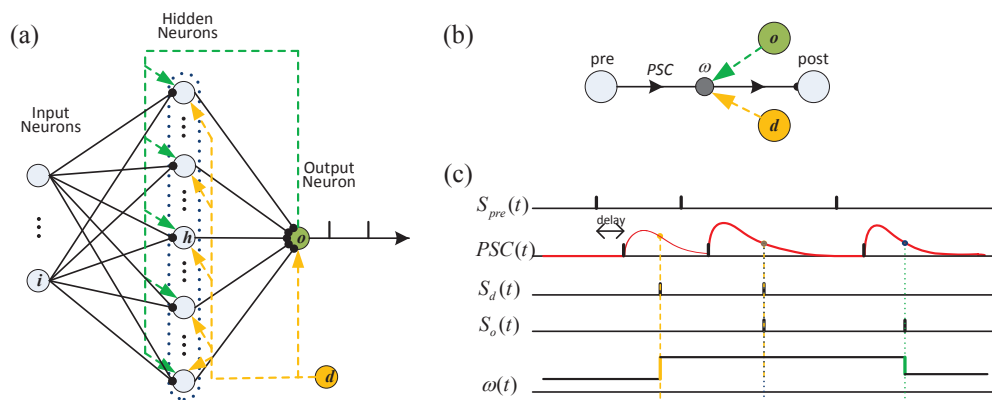 (a)
Hidden
Neurons
Input
Neurons
Output
Neuron
h
o
i
d
(b)
o
pre
PSC
ω
post
d
(c)
S_pre(t)
delay
PSC(t)
S_d(t)
S_o(t)
ω(t)